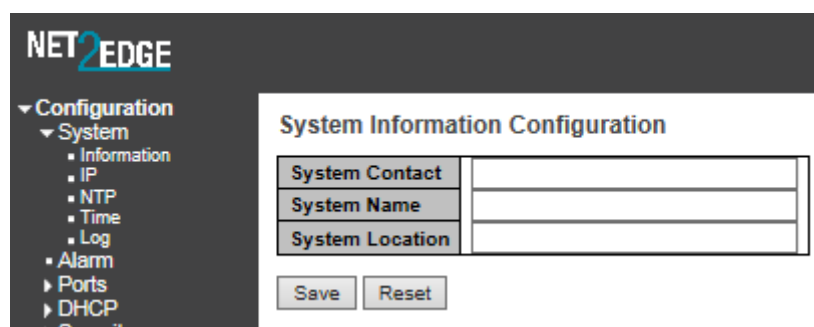 NET2EDGE
Configuration
System
Information
IP
NTP
Time
Log
Alarm
Ports
DHCP
System Information Configuration
System Contact
System Name
System Location
Save Reset